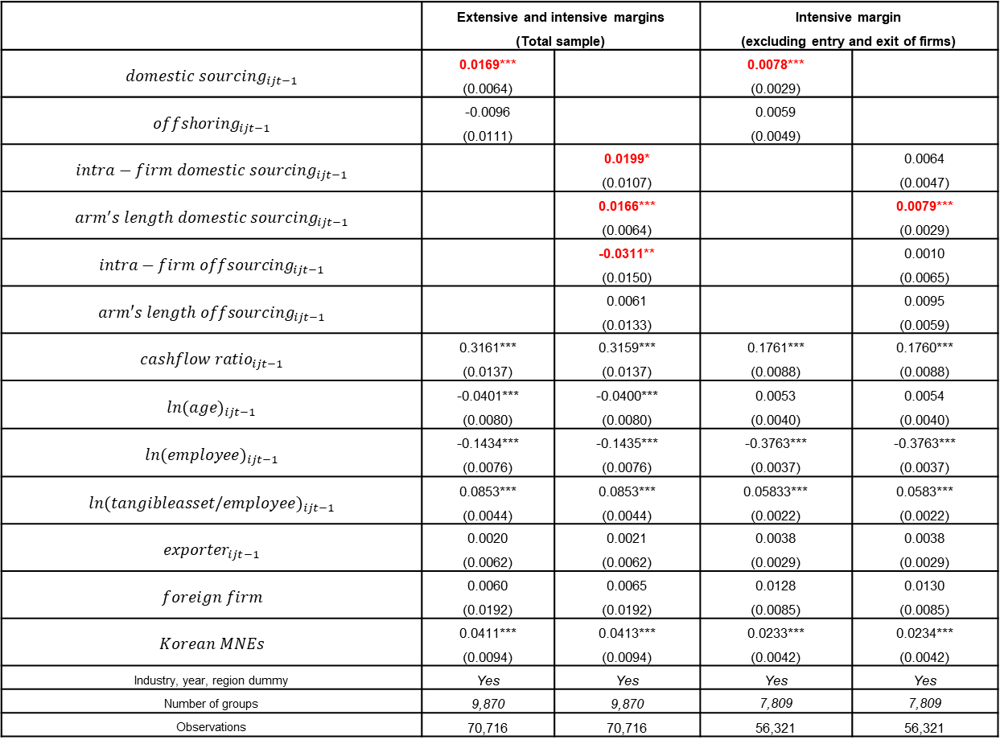 Extensive and intensive margins Intensive margin
(Total sample) (excluding entry and exit of firms)
domestic sourcing_{ijt−1} 0.0169*** 0.0078***
(0.0064) (0.0029)
offshoring_{ijt−1} -0.0096 0.0059
(0.0111) (0.0049)
intra − firm domestic sourcing_{ijt−1} 0.0199* 0.0064
(0.0107) (0.0047)
arm's length domestic sourcing_{ijt−1} 0.0166*** 0.0079***
(0.0064) (0.0029)
intra − firm offsourcing_{ijt−1} -0.0311** 0.0010
(0.0150) (0.0065)
arm's length offsourcing_{ijt−1} 0.0061 0.0095
(0.0133) (0.0059)
cashflow ratio_{ijt−1} 0.3161*** 0.3159*** 0.1761*** 0.1760***
(0.0137) (0.0137) (0.0088) (0.0088)
ln(age)_{ijt−1} -0.0401*** -0.0400*** 0.0053 0.0054
(0.0080) (0.0080) (0.0040) (0.0040)
ln(employee)_{ijt−1} -0.1434*** -0.1435*** -0.3763*** -0.3763***
(0.0076) (0.0076) (0.0037) (0.0037)
ln(tangibleasset/employee)_{ijt−1} 0.0853*** 0.0853*** 0.05833*** 0.0583***
(0.0044) (0.0044) (0.0022) (0.0022)
exporter_{ijt−1} 0.0020 0.0021 0.0038 0.0038
(0.0062) (0.0062) (0.0029) (0.0029)
foreign firm 0.0060 0.0065 0.0128 0.0130
(0.0192) (0.0192) (0.0085) (0.0085)
Korean MNEs 0.0411*** 0.0413*** 0.0233*** 0.0234***
(0.0094) (0.0094) (0.0042) (0.0042)
Industry, year, region dummy Yes Yes Yes Yes
Number of groups 9,870 9,870 7,809 7,809
Observations 70,716 70,716 56,321 56,321